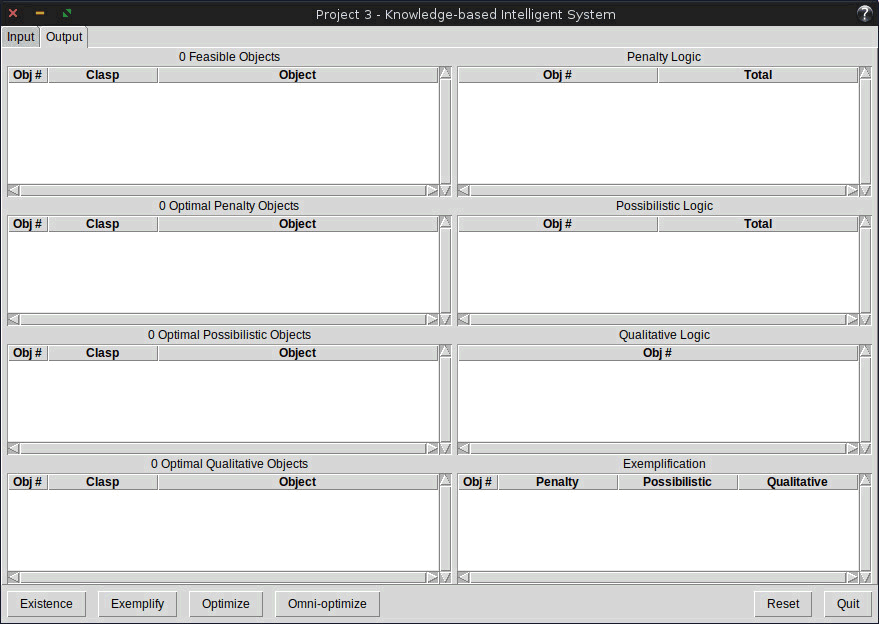 Project 3 - Knowledge-based Intelligent System
?
Input Output
0 Feasible Objects
Obj # Clasp Object
Penalty Logic
Obj # Total
0 Optimal Penalty Objects
Obj # Clasp Object
Possibilistic Logic
Obj # Total
0 Optimal Possibilistic Objects
Obj # Clasp Object
Qualitative Logic
Obj #
0 Optimal Qualitative Objects
Obj # Clasp Object
Exemplification
Obj # Penalty Possibilistic Qualitative
Existence Exemplify Optimize Omni-optimize Reset Quit